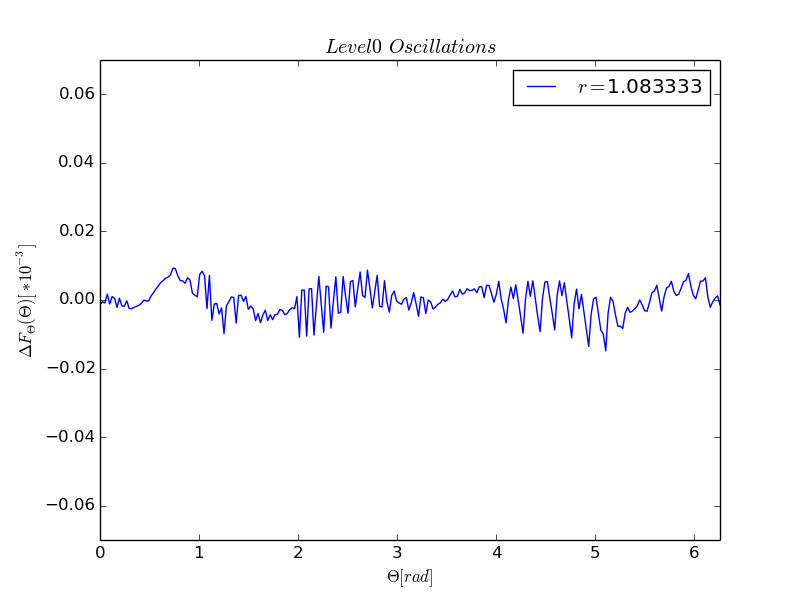 Level0 Oscillations
r=1.083333
0.06
0.04
0.02
0.00
−0.02
−0.04
−0.06
ΔF_Θ(Θ)[∗10^{−3}]
0 1 2 3 4 5 6
Θ[rad]